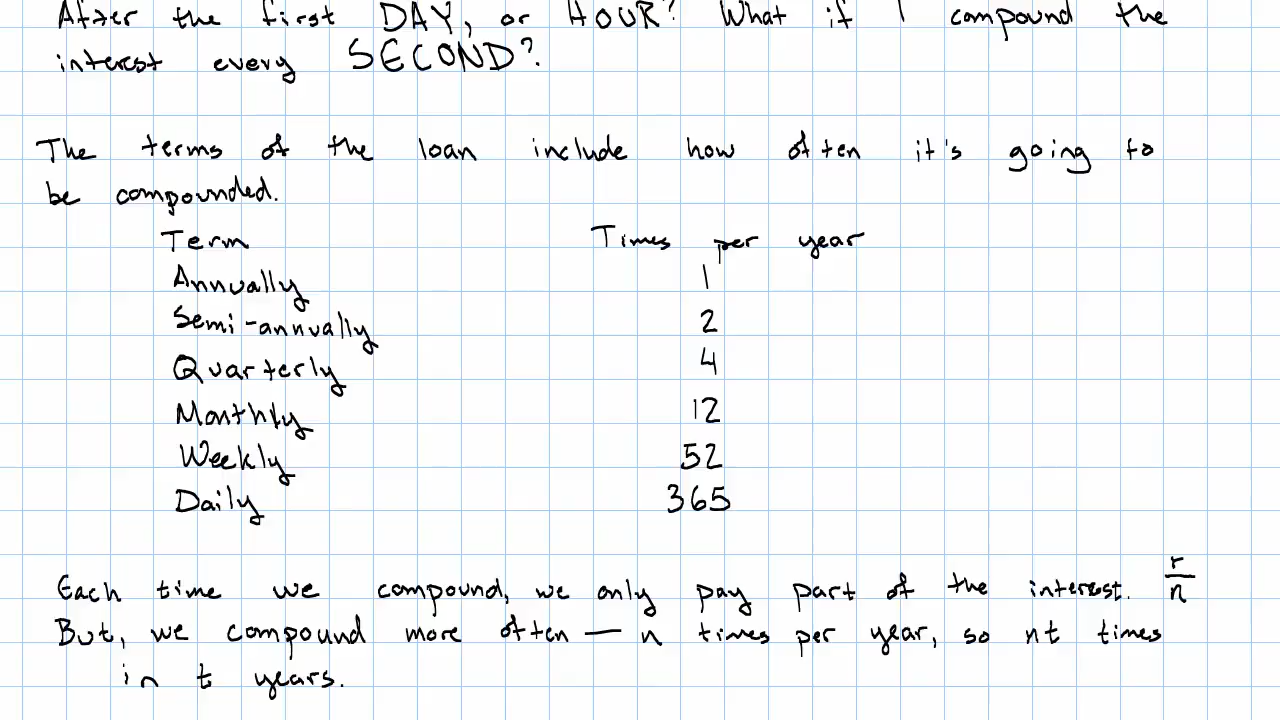 After the first DAY, or HOUR? What if I compound the
interest every SECOND?
The terms of the loan include how often it's going to
be compounded.
Term Times per year
Annually 1
Semi-annually 2
Quarterly 4
Monthly 12
Weekly 52
Daily 365
Each time we compound, we only pay part of the interest. r/n
But, we compound more often — n times per year, so nt times
in t years.